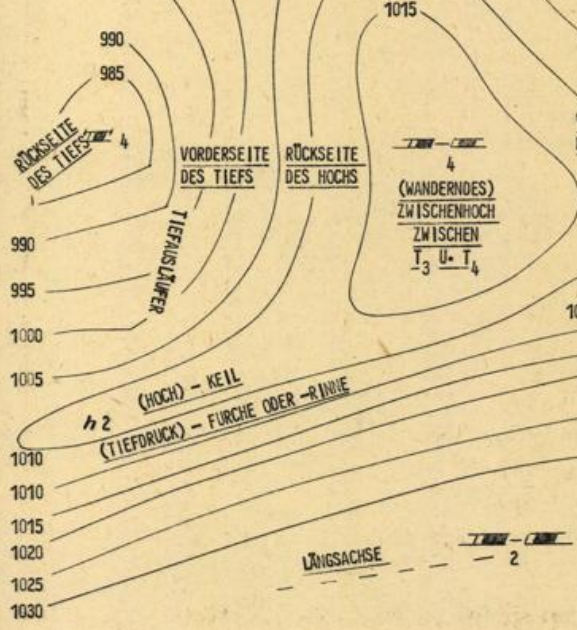 1015
990
985
RÜCKSEITE
DES TIEFS
4
VORDERSEITE
DES TIEFS
RÜCKSEITE
DES HOCHS
4
(WANDERNDES)
ZWISCHENHOCH
ZWISCHEN
T3 U. T4
TIEFAUSLÄUFER
990
995
1000
1005
(HOCH) - KEIL
h 2
(TIEFDRUCK) - FURCHE ODER -RINNE
1010
1010
1015
1020
1025
1030
LÄNGSACHSE
2